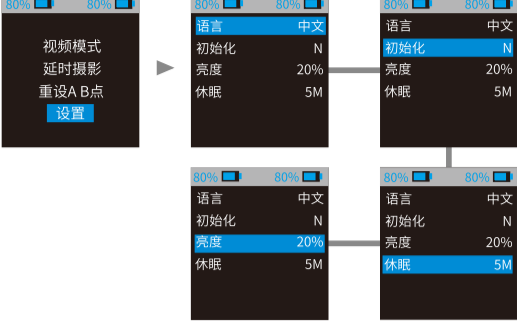 80% 80%
视频模式
延时摄影
重设A B点
设置
80% 80%
语言 中文
初始化 N
亮度 20%
休眠 5M
80% 80%
语言 中文
初始化 N
亮度 20%
休眠 5M
80% 80%
语言 中文
初始化 N
亮度 20%
休眠 5M
80% 80%
语言 中文
初始化 N
亮度 20%
休眠 5M